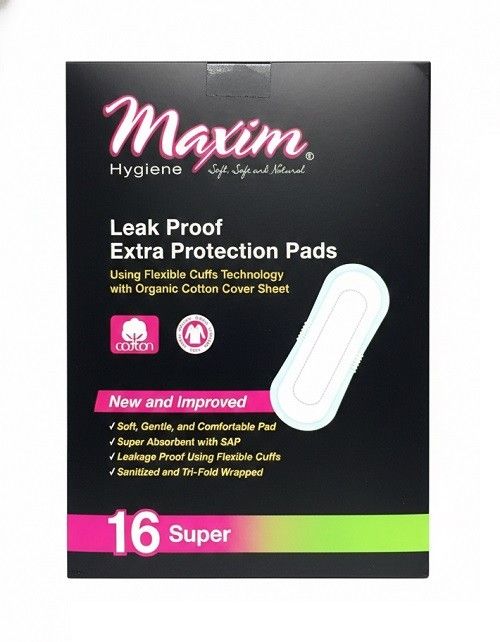 Maxim®
Hygiene Soft, Safe and Natural
Leak Proof
Extra Protection Pads
Using Flexible Cuffs Technology
with Organic Cotton Cover Sheet
cotton
New and Improved
✓Soft, Gentle, and Comfortable Pad
✓Super Absorbent with SAP
✓Leakage Proof Using Flexible Cuffs
✓Sanitized and Tri-Fold Wrapped
16 Super